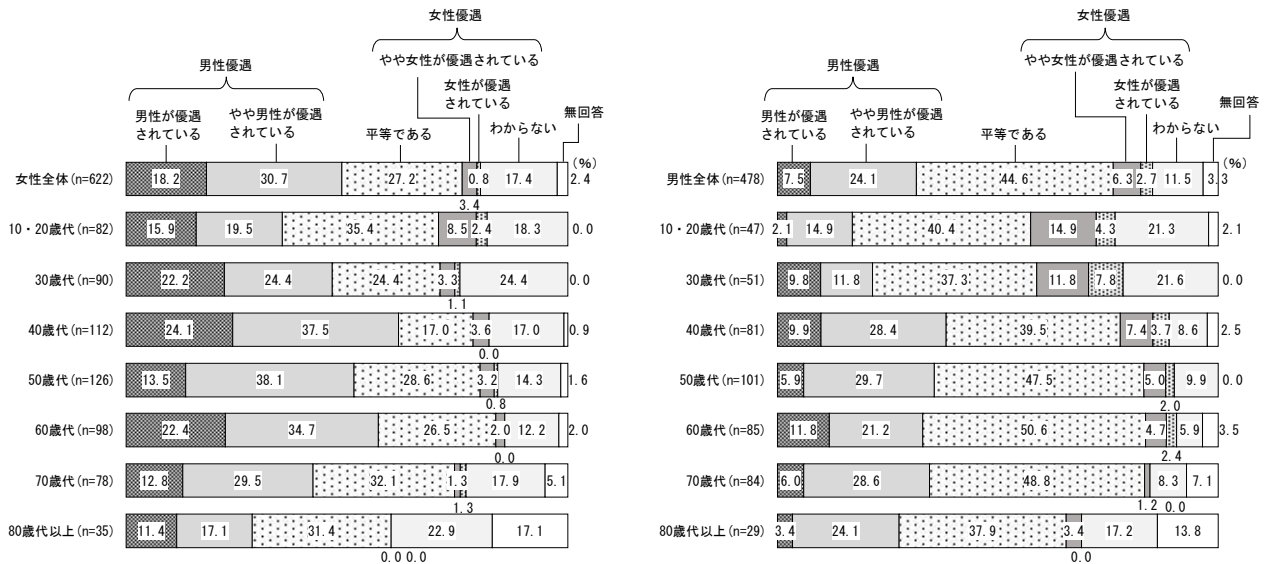 女性優遇
やや女性が優遇されている
男性優遇
女性が優遇
されている
無回答
男性が優遇
されている
やや男性が優遇
されている
平等である
わからない
(%)
女性全体(n=622) 18.2 30.7 27.2 0.8 17.4 2.4
3.4
10・20歳代(n=82) 15.9 19.5 35.4 8.5 2.4 18.3 0.0
30歳代(n=90) 22.2 24.4 24.4 3.3 24.4 0.0
1.1
40歳代(n=112) 24.1 37.5 17.0 3.6 17.0 0.9
0.0
50歳代(n=126) 13.5 38.1 28.6 3.2 14.3 1.6
0.8
60歳代(n=98) 22.4 34.7 26.5 2.0 12.2 2.0
0.0
70歳代(n=78) 12.8 29.5 32.1 1.3 17.9 5.1
1.3
80歳代以上(n=35) 11.4 17.1 31.4 22.9 17.1
0.0 0.0
女性優遇
やや女性が優遇されている
男性優遇
女性が優遇
されている
無回答
男性が優遇
されている
やや男性が優遇
されている
平等である
わからない
(%)
男性全体(n=478) 7.5 24.1 44.6 6.3 2.7 11.5 3.3
10・20歳代(n=47) 2.1 14.9 40.4 14.9 4.3 21.3 2.1
30歳代(n=51) 9.8 11.8 37.3 11.8 7.8 21.6 0.0
40歳代(n=81) 9.9 28.4 39.5 7.4 3.7 8.6 2.5
50歳代(n=101) 5.9 29.7 47.5 5.0 9.9 0.0
2.0
60歳代(n=85) 11.8 21.2 50.6 4.7 5.9 3.5
2.4
70歳代(n=84) 6.0 28.6 48.8 8.3 7.1
1.2 0.0
80歳代以上(n=29) 3.4 24.1 37.9 3.4 17.2 13.8
0.0